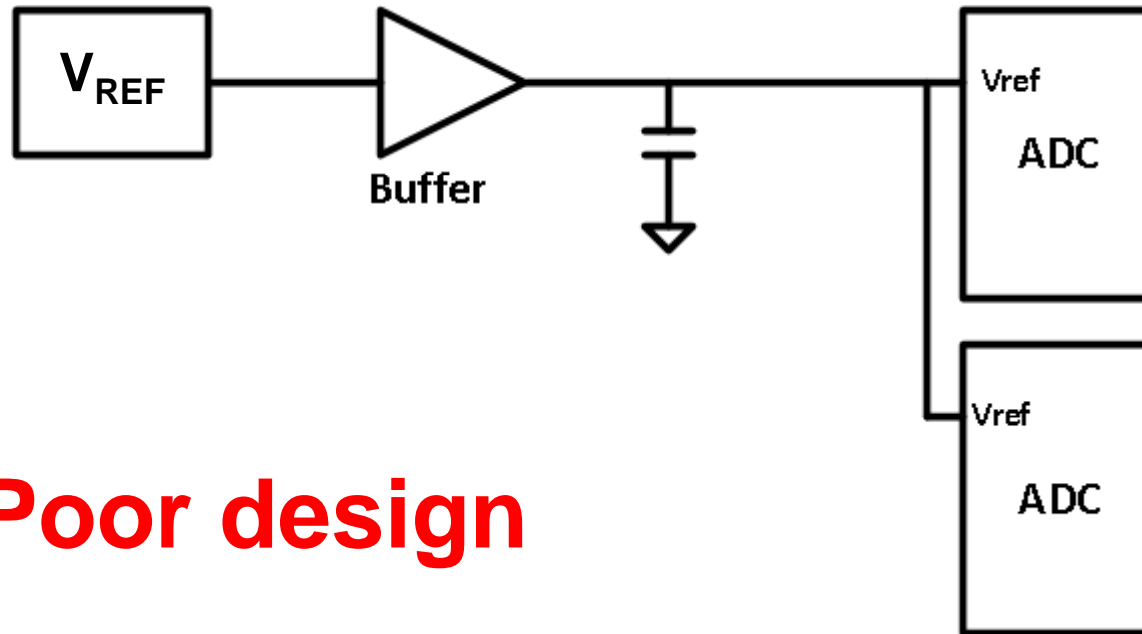 VREF
Buffer
Vref
ADC
Vref
ADC
Poor design